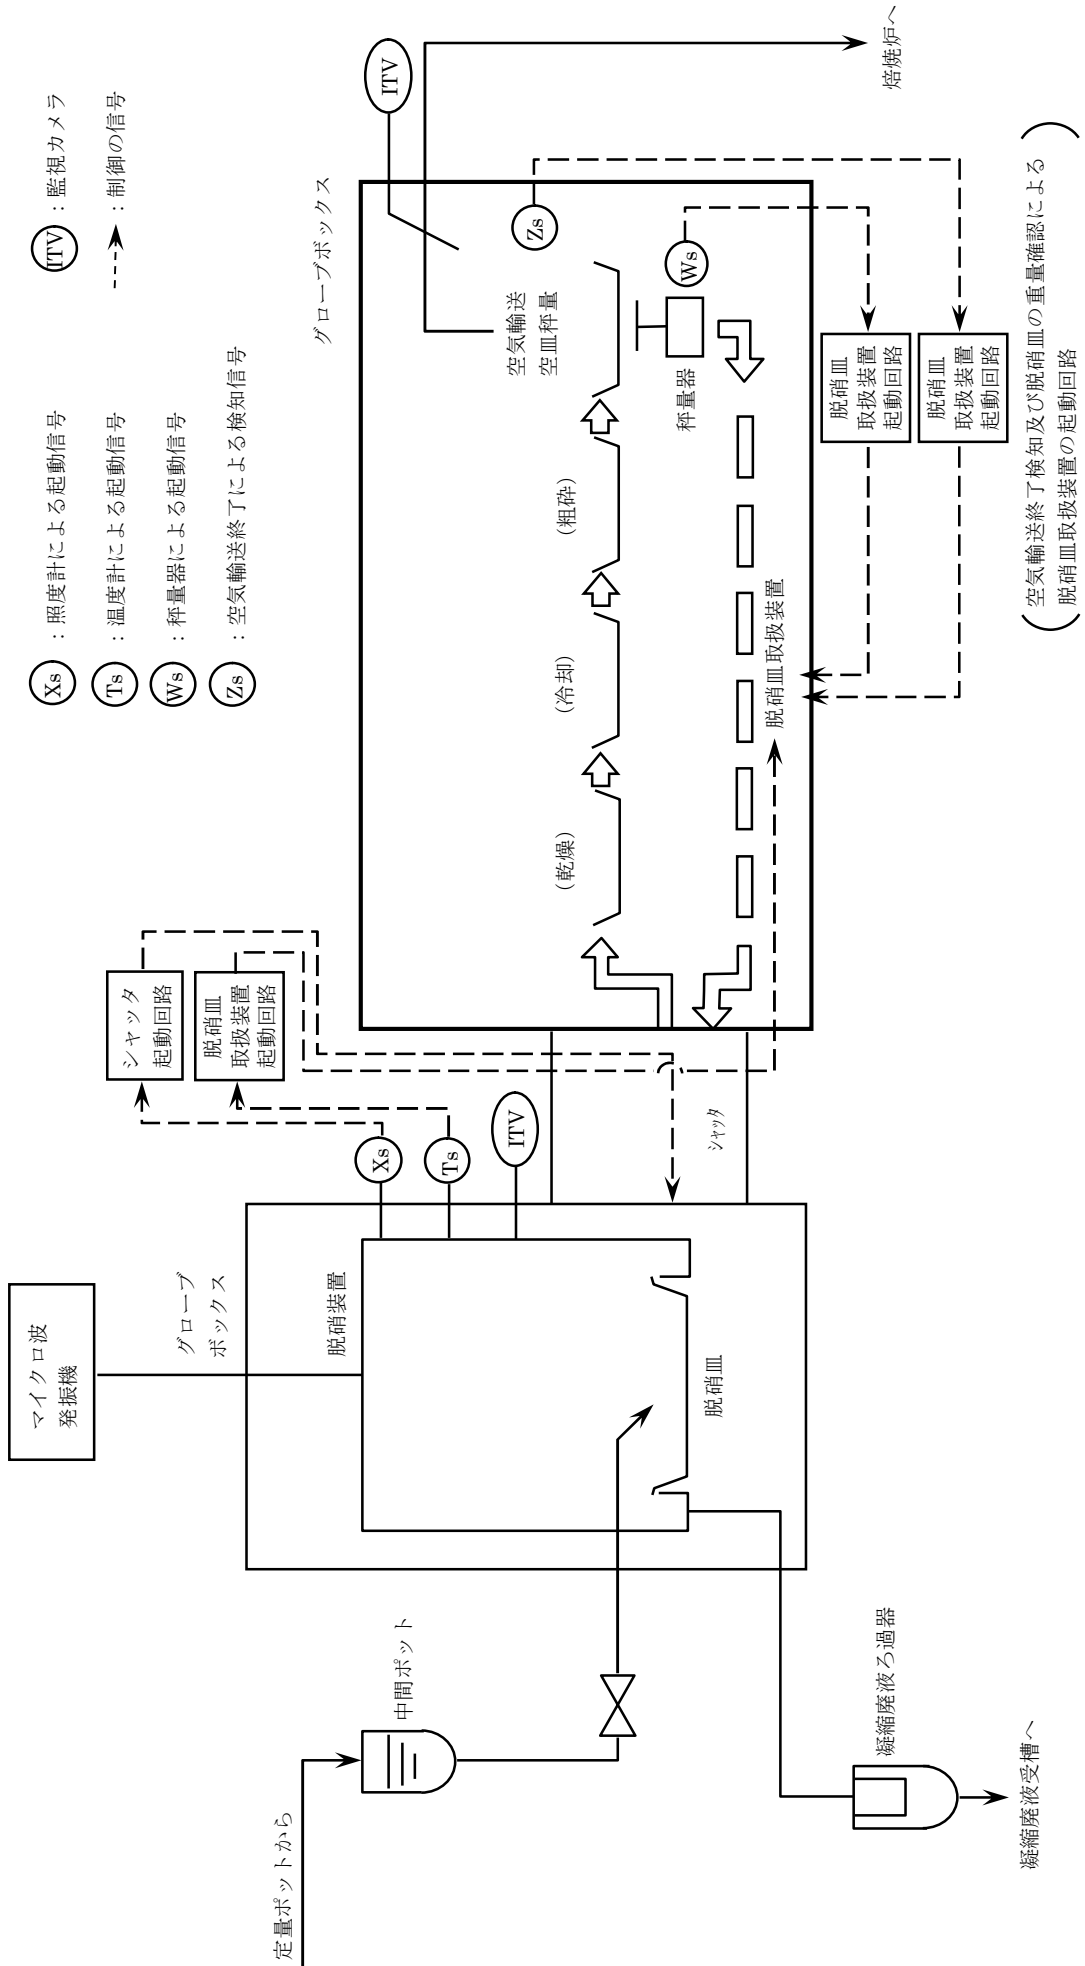 Xs：照度計による起動信号
Ts：温度計による起動信号
Ws：秤量器による起動信号
Zs：空気輸送終了による検知信号
ITV：監視カメラ
：制御の信号
マイクロ波
発振機
グローブ
ボックス
脱硝装置
脱硝皿
定量ポットから
中間ポット
凝縮廃液ろ過器
凝縮廃液受槽へ
Xs
Ts
ITV
シャッタ
起動回路
脱硝皿
取扱装置
起動回路
シャッタ
グローブボックス
ITV
焙焼炉へ
(乾燥)
(冷却)
(粗砕)
空気輸送
空皿秤量
Zs
Ws
秤量器
脱硝皿取扱装置
脱硝皿
取扱装置
起動回路
脱硝皿
取扱装置
起動回路
(空気輸送終了検知及び脱硝皿の重量確認による
脱硝皿取扱装置の起動回路)